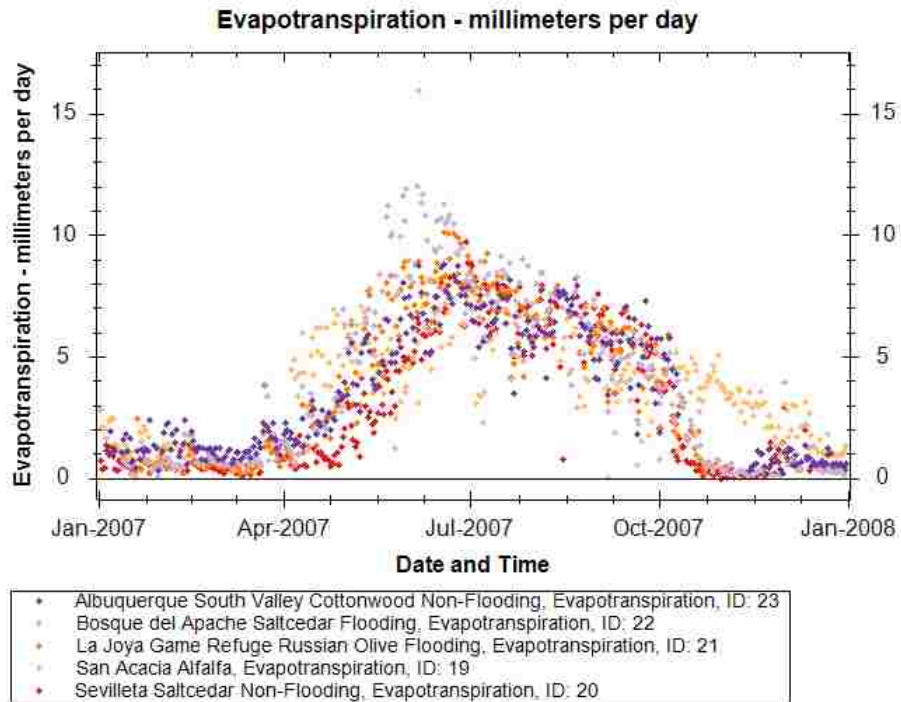 Evapotranspiration - millimeters per day
Evapotranspiration - millimeters per day
15
10
5
0
15
10
5
0
Jan-2007 Apr-2007 Jul-2007 Oct-2007 Jan-2008
Date and Time
Albuquerque South Valley Cottonwood Non-Flooding, Evapotranspiration, ID: 23
Bosque del Apache Saltcedar Flooding, Evapotranspiration, ID: 22
La Joya Game Refuge Russian Olive Flooding, Evapotranspiration, ID: 21
San Acacia Alfalfa, Evapotranspiration, ID: 19
Sevilleta Saltcedar Non-Flooding, Evapotranspiration, ID: 20